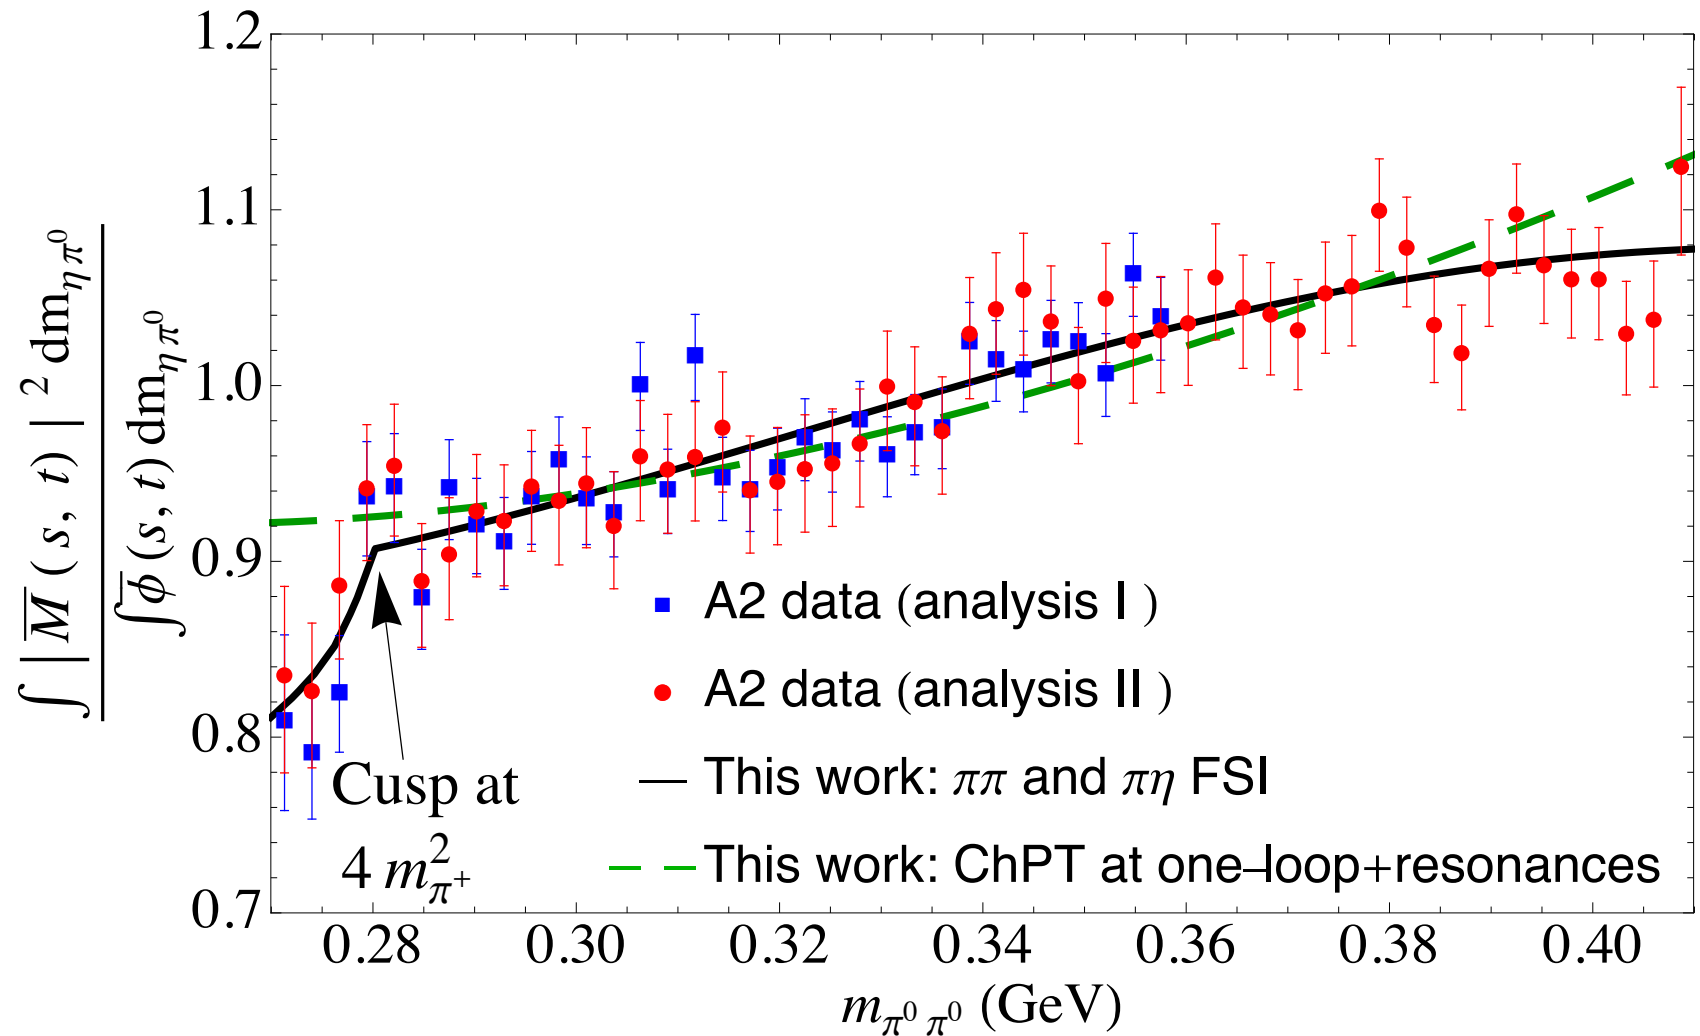 ∫ | M̅ (s, t) |² dm_{ηπ⁰}
∫ ϕ̅ (s, t) dm_{ηπ⁰}
1.2
1.1
1.0
0.9
0.8
0.7
A2 data (analysis I )
A2 data (analysis II )
This work: ππ and πη FSI
This work: ChPT at one–loop+resonances
Cusp at
4 m²_{π⁺}
0.28 0.30 0.32 0.34 0.36 0.38 0.40
m_{π⁰ π⁰} (GeV)